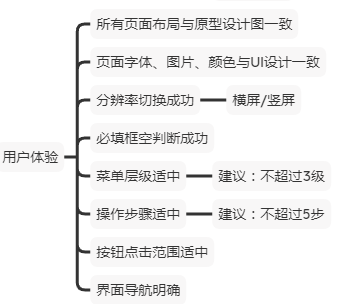 所有页面布局与原型设计图一致
页面字体、图片、颜色与UI设计一致
分辨率切换成功
横屏/竖屏
必填框空判断成功
用户体验
菜单层级适中
建议：不超过3级
操作步骤适中
建议：不超过5步
按钮点击范围适中
界面导航明确